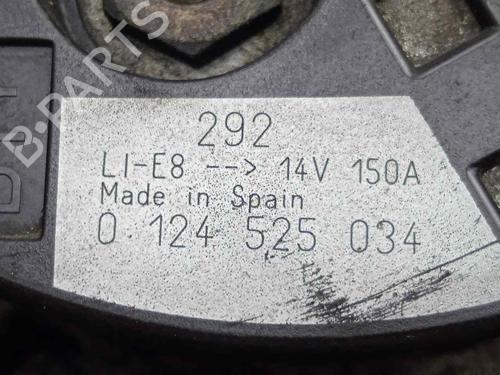 292
LI-E8 --> 14V 150A
Made in Spain
0 124 525 034
B-PARTS